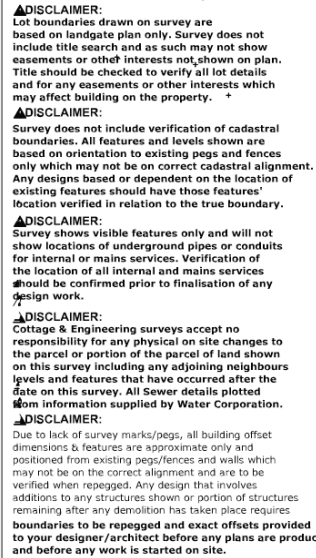 DISCLAIMER:
Lot boundaries drawn on survey are
based on landgate plan only. Survey does not
include title search and as such may not show
easements or other interests not shown on plan.
Title should be checked to verify all lot details
and for any easements or other interests which
may affect building on the property.
DISCLAIMER:
Survey does not include verification of cadastral
boundaries. All features and levels shown are
based on orientation to existing pegs and fences
only which may not be on correct cadastral alignment.
Any designs based or dependent on the location of
existing features should have those features'
location verified in relation to the true boundary.
DISCLAIMER:
Survey shows visible features only and will not
show locations of underground pipes or conduits
for internal or mains services. Verification of
the location of all internal and mains services
should be confirmed prior to finalisation of any
design work.
DISCLAIMER:
Cottage & Engineering surveys accept no
responsibility for any physical on site changes to
the parcel or portion of the parcel of land shown
on this survey including any adjoining neighbours
levels and features that have occurred after the
date on this survey. All Sewer details plotted
from information supplied by Water Corporation.
DISCLAIMER:
Due to lack of survey marks/pegs, all building offset
dimensions & features are approximate only and
positioned from existing pegs/fences and walls which
may not be on the correct alignment and are to be
verified when repegged. Any design that involves
additions to any structures shown or portion of structures
remaining after any demolition has taken place requires
boundaries to be repegged and exact offsets provided
to your designer/architect before any plans are produc
and before any work is started on site.